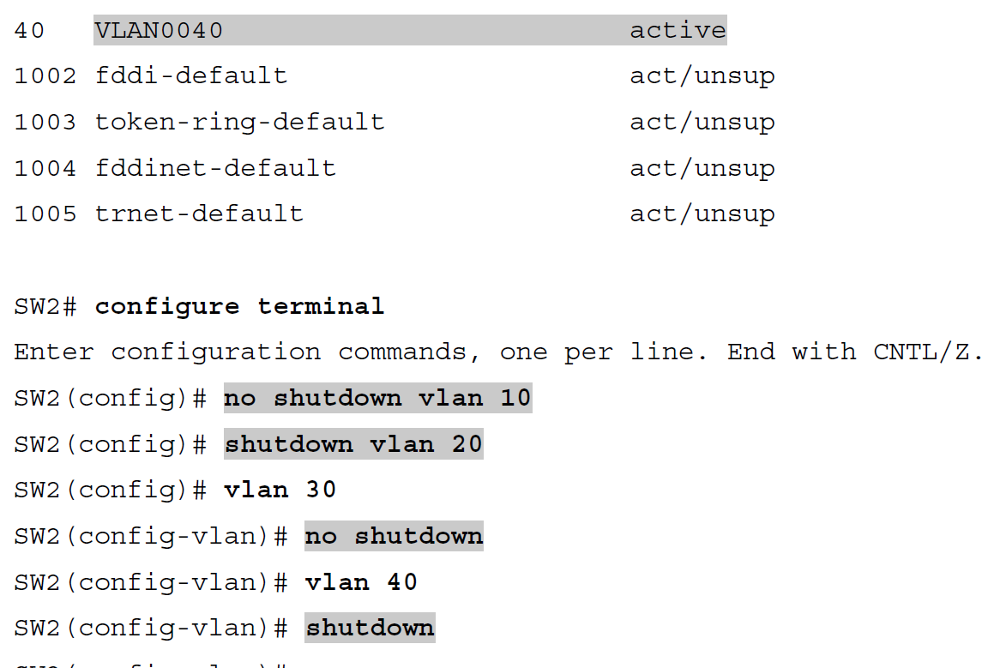 40   VLAN0040                         active
1002 fddi-default                     act/unsup
1003 token-ring-default               act/unsup
1004 fddinet-default                  act/unsup
1005 trnet-default                    act/unsup
SW2# configure terminal
Enter configuration commands, one per line. End with CNTL/Z.
SW2(config)# no shutdown vlan 10
SW2(config)# shutdown vlan 20
SW2(config)# vlan 30
SW2(config-vlan)# no shutdown
SW2(config-vlan)# vlan 40
SW2(config-vlan)# shutdown
SW2(config-vlan)#